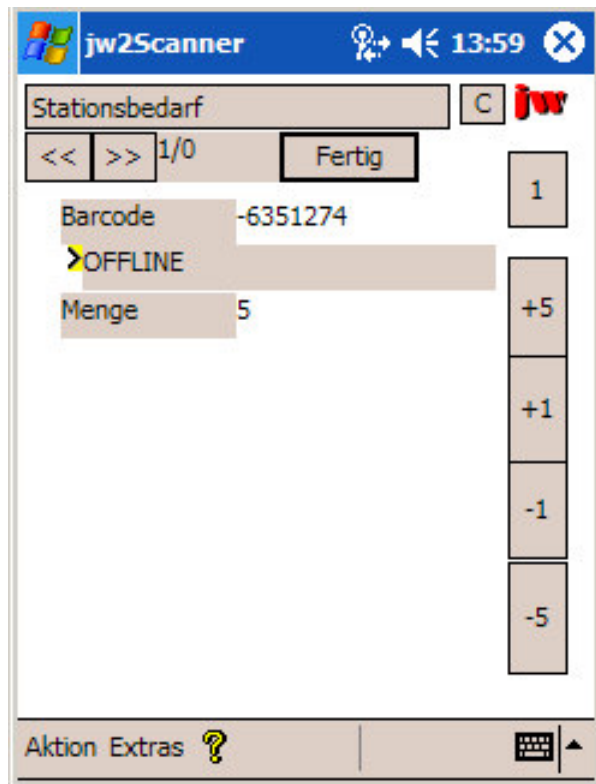 jw2Scanner 13:59
Stationsbedarf C jw
<< >> 1/0 Fertig
1
Barcode -6351274
>OFFLINE
Menge 5
+5
+1
-1
-5
Aktion Extras ?